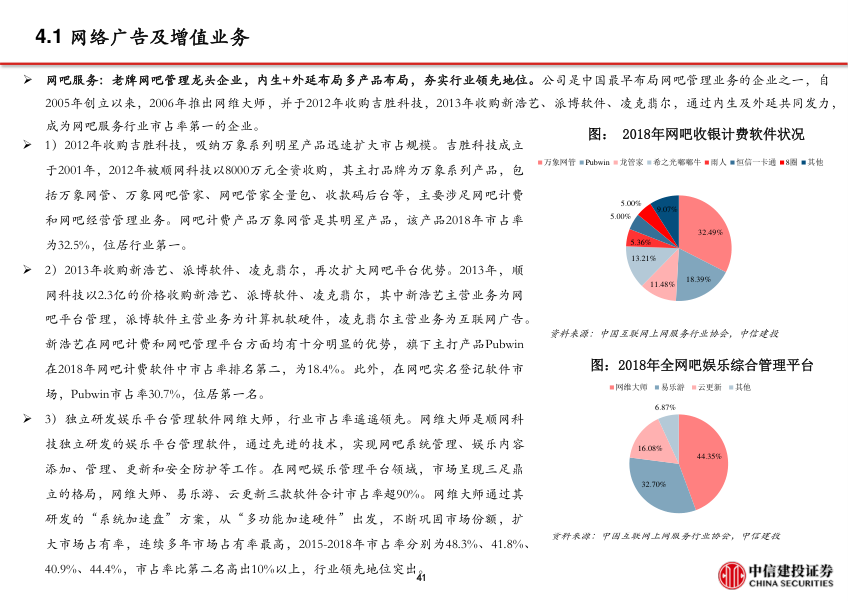 4.1 网络广告及增值业务
➢ 网吧服务：老牌网吧管理龙头企业，内生+外延布局多产品布局，夯实行业领先地位。公司是中国最早布局网吧管理业务的企业之一，自
2005年创立以来，2006年推出网维大师，并于2012年收购吉胜科技，2013年收购新浩艺、派博软件、凌克翡尔，通过内生及外延共同发力，
成为网吧服务行业市占率第一的企业。
➢ 1）2012年收购吉胜科技，吸纳万象系列明星产品迅速扩大市占规模。吉胜科技成立
于2001年，2012年被顺网科技以8000万元全资收购，其主打品牌为万象系列产品，包
括万象网管、万象网吧管家、网吧管家全量包、收款码后台等，主要涉足网吧计费
和网吧经营管理业务。网吧计费产品万象网管是其明星产品，该产品2018年市占率
为32.5%，位居行业第一。
➢ 2）2013年收购新浩艺、派博软件、凌克翡尔，再次扩大网吧平台优势。2013年，顺
网科技以2.3亿的价格收购新浩艺、派博软件、凌克翡尔，其中新浩艺主营业务为网
吧平台管理，派博软件主营业务为计算机软硬件，凌克翡尔主营业务为互联网广告。
新浩艺在网吧计费和网吧管理平台方面均有十分明显的优势，旗下主打产品Pubwin
在2018年网吧计费软件中市占率排名第二，为18.4%。此外，在网吧实名登记软件市
场，Pubwin市占率30.7%，位居第一名。
➢ 3）独立研发娱乐平台管理软件网维大师，行业市占率遥遥领先。网维大师是顺网科
技独立研发的娱乐平台管理软件，通过先进的技术，实现网吧系统管理、娱乐内容
添加、管理、更新和安全防护等工作。在网吧娱乐管理平台领域，市场呈现三足鼎
立的格局，网维大师、易乐游、云更新三款软件合计市占率超90%。网维大师通过其
研发的“系统加速盘”方案，从“多功能加速硬件”出发，不断巩固市场份额，扩
大市场占有率，连续多年市场占有率最高，2015-2018年市占率分别为48.3%、41.8%、
40.9%、44.4%，市占率比第二名高出10%以上，行业领先地位突出。
图： 2018年网吧收银计费软件状况
万象网管 Pubwin 龙管家 希之光嘟嘟牛 雨人 恒信一卡通 8圈 其他
5.00%
9.07%
5.00%
32.49%
5.36%
13.21%
18.39%
11.48%
资料来源：中国互联网上网服务行业协会，中信建投
图：2018年全网吧娱乐综合管理平台
网维大师 易乐游 云更新 其他
6.87%
16.08%
44.35%
32.70%
资料来源：中国互联网上网服务行业协会，中信建投
41
中信建投证券
CHINA SECURITIES